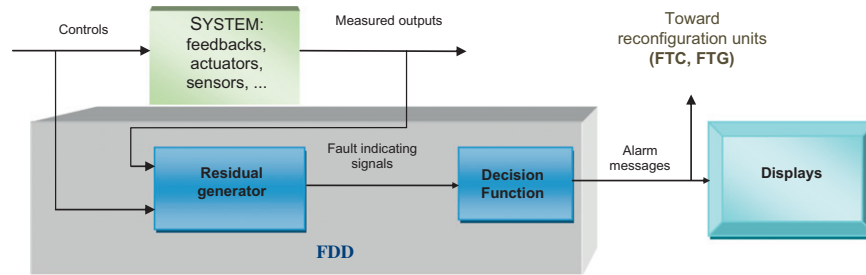 Controls
SYSTEM:
feedbacks,
actuators,
sensors, ...
Measured outputs
Toward
reconfiguration units
(FTC, FTG)
Residual
generator
Fault indicating
signals
Decision
Function
Alarm
messages
Displays
FDD